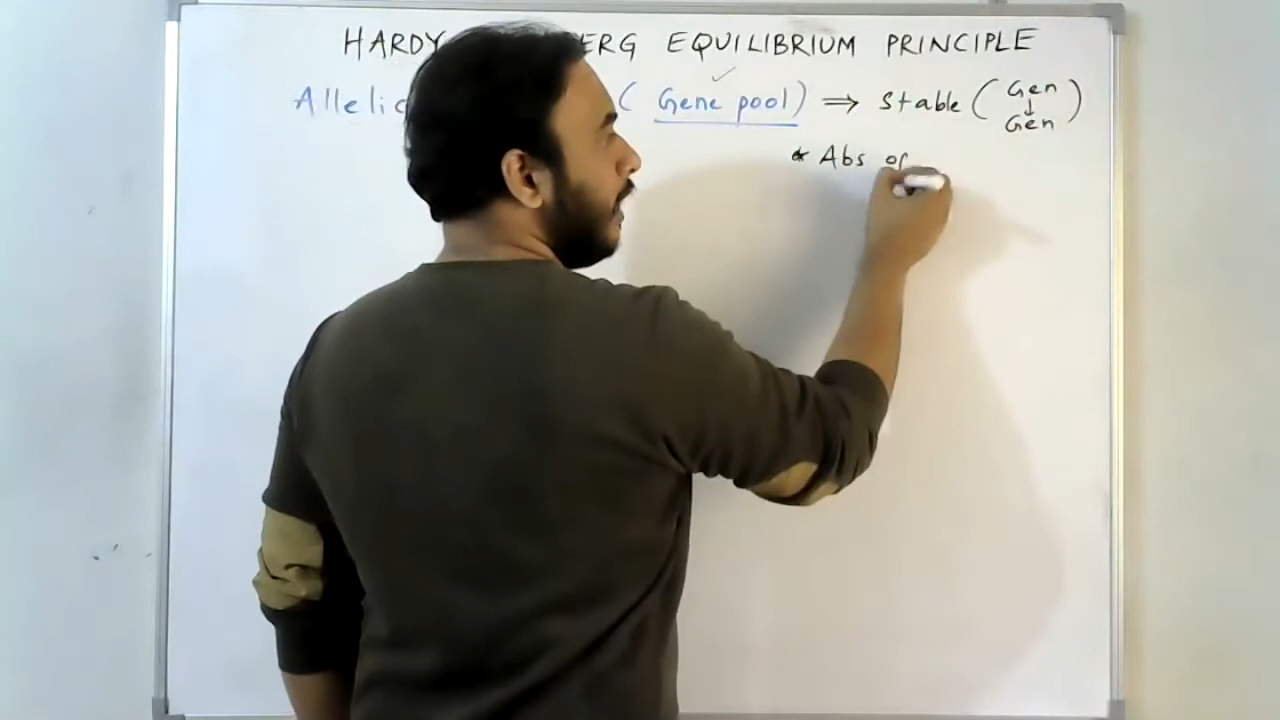 HARDY ERG EQUILIBRIUM PRINCIPLE
Allelic ( Gene pool) ⇒ Stable ( Gen ↓ Gen )
* Abs of